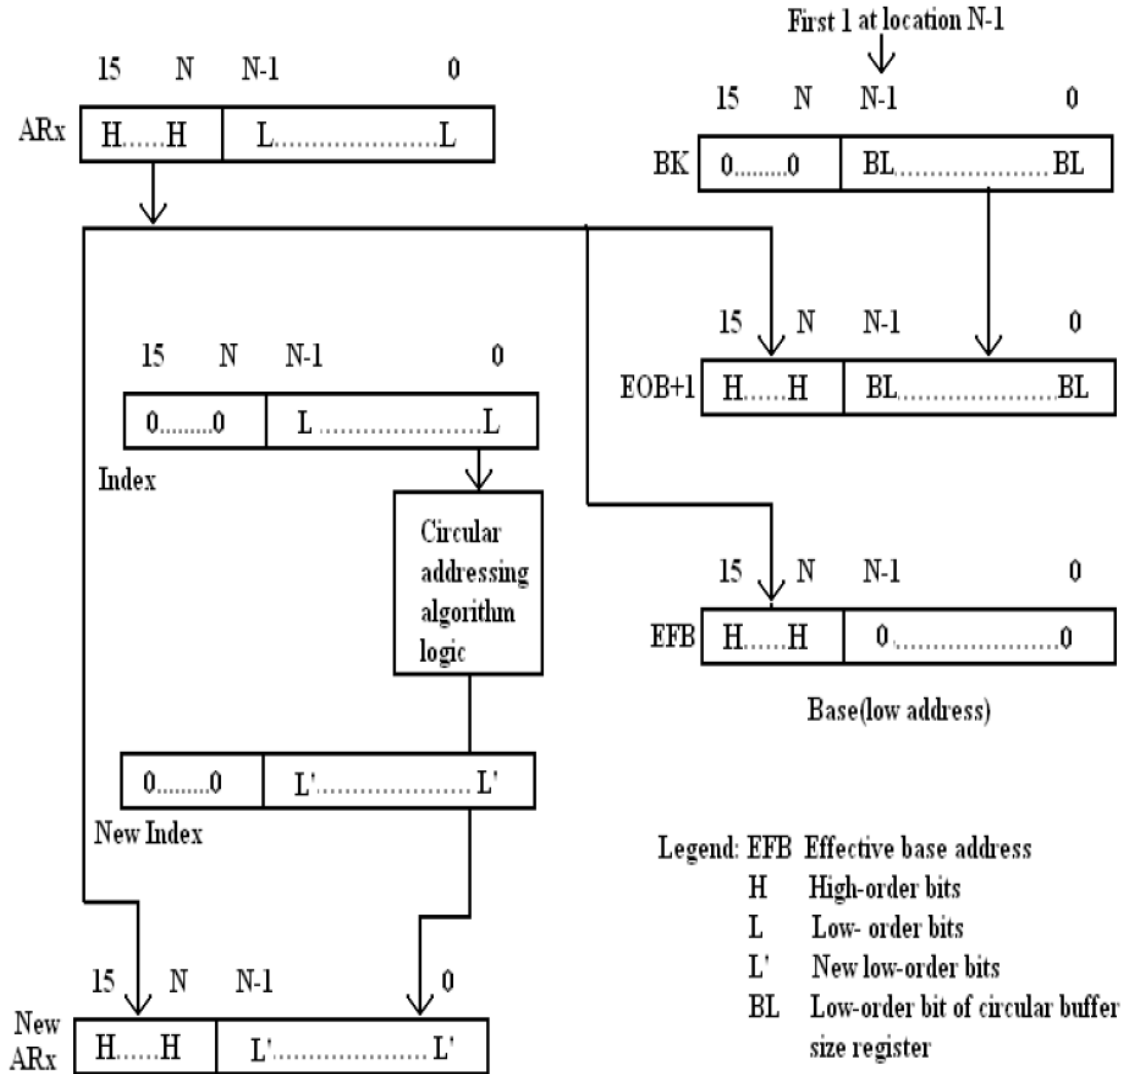 First 1 at location N-1
15 N N-1 0
ARx H......H L........................L
15 N N-1 0
BK 0.........0 BL...................... BL
15 N N-1 0
EOB+1 H......H BL.......................BL
15 N N-1 0
0.........0 L ........................L
Index
Circular
addressing
algorithm
logic
15 N N-1 0
EFB H......H 0 ..........................0
Base(low address)
0.........0 L'....................... L'
New Index
15 N N-1 0
New
ARx H......H L'....................... L'
Legend: EFB Effective base address
H High-order bits
L Low- order bits
L' New low-order bits
BL Low-order bit of circular buffer
size register